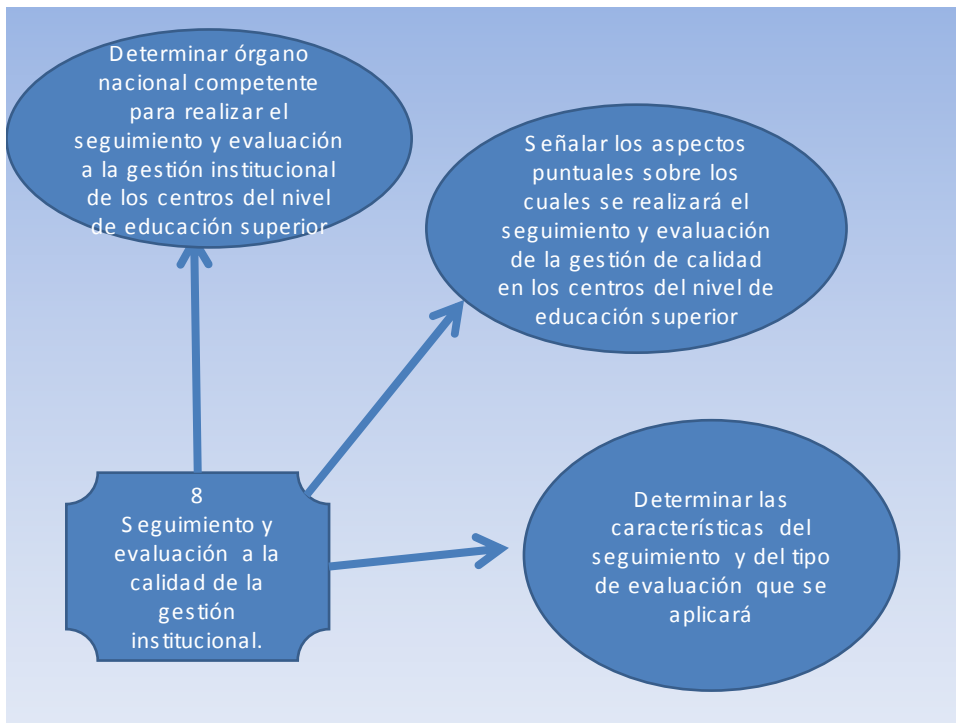 Determinar órgano
nacional competente
para realizar el
seguimiento y evaluación
a la gestión institucional
de los centros del nivel
de educación superior
Señalar los aspectos
puntuales sobre los
cuales se realizará el
seguimiento y evaluación
de la gestión de calidad
en los centros del nivel de
educación superior
8
Seguimiento y
evaluación a la
calidad de la
gestión
institucional.
Determinar las
características del
seguimiento y del tipo
de evaluación que se
aplicará